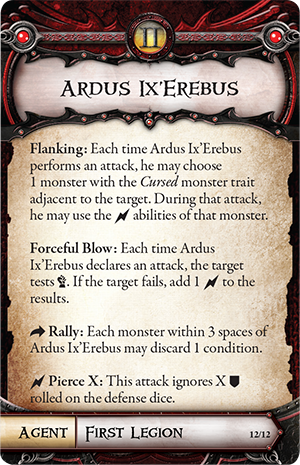 II
Ardus Ix'Erebus
Flanking: Each time Ardus Ix'Erebus
performs an attack, he may choose
1 monster with the Cursed monster trait
adjacent to the target. During that attack,
he may use the abilities of that monster.
Forceful Blow: Each time Ardus
Ix'Erebus declares an attack, the target
tests . If the target fails, add 1 to the
results.
Rally: Each monster within 3 spaces of
Ardus Ix'Erebus may discard 1 condition.
Pierce X: This attack ignores X
rolled on the defense dice.
Agent First Legion 12/12